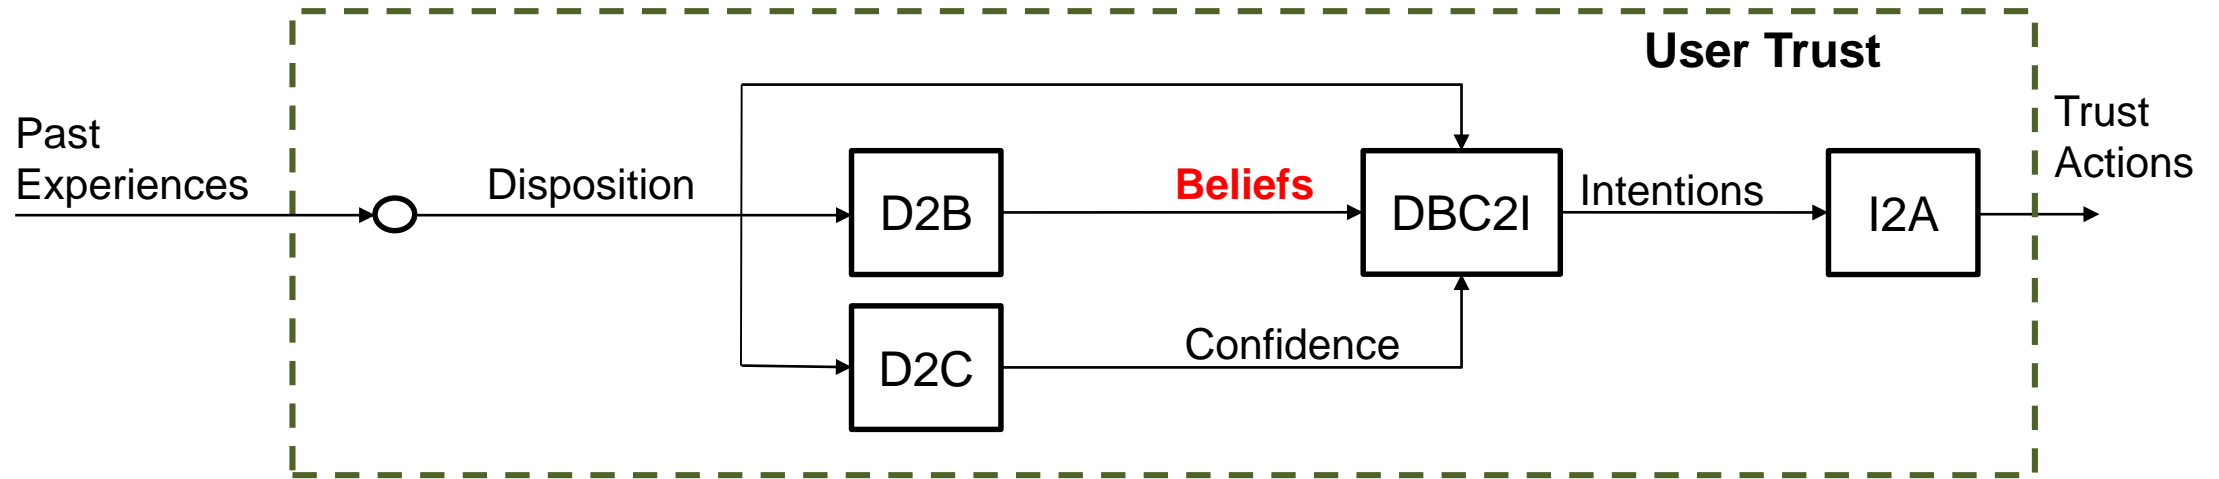 User Trust
Past
Experiences
Disposition
D2B
Beliefs
DBC2I
Intentions
I2A
Trust
Actions
D2C
Confidence